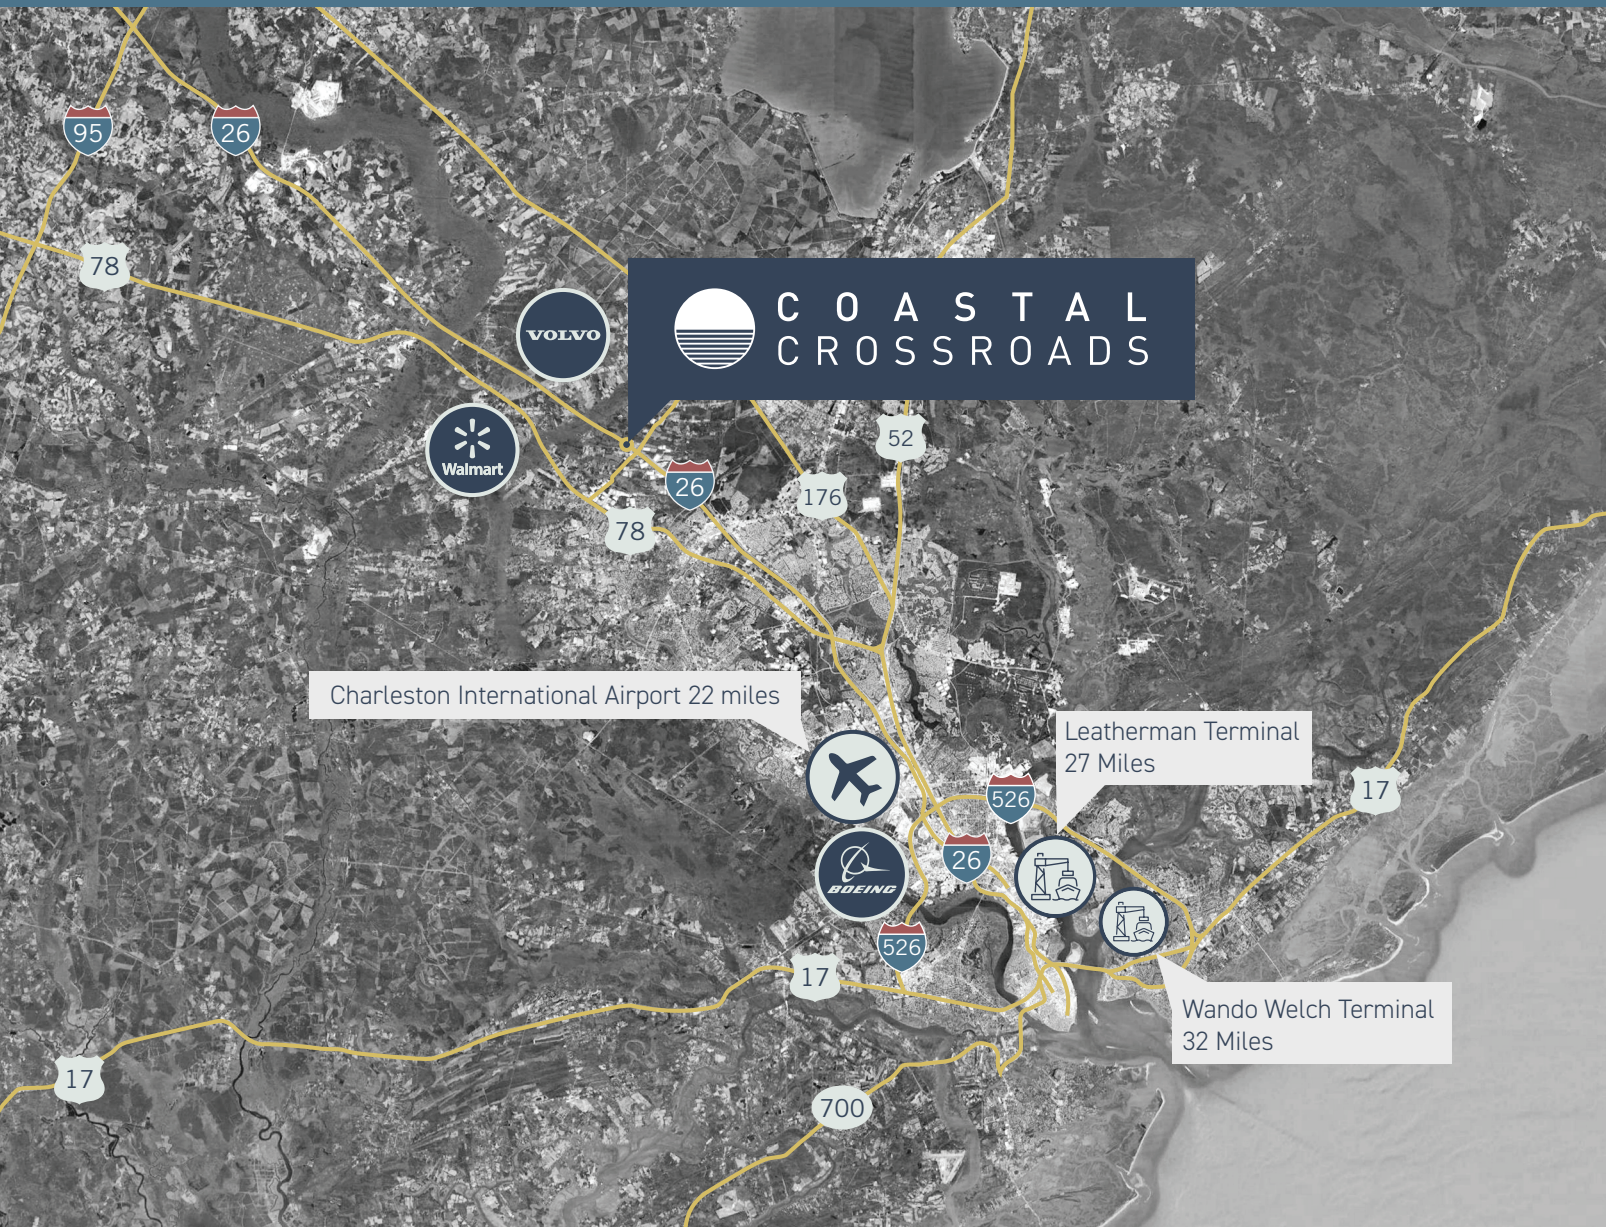 95
26
78
VOLVO
COASTAL
CROSSROADS
Walmart
52
26
176
78
Charleston International Airport 22 miles
Leatherman Terminal
27 Miles
526
17
26
BOEING
526
17
Wando Welch Terminal
32 Miles
17
700